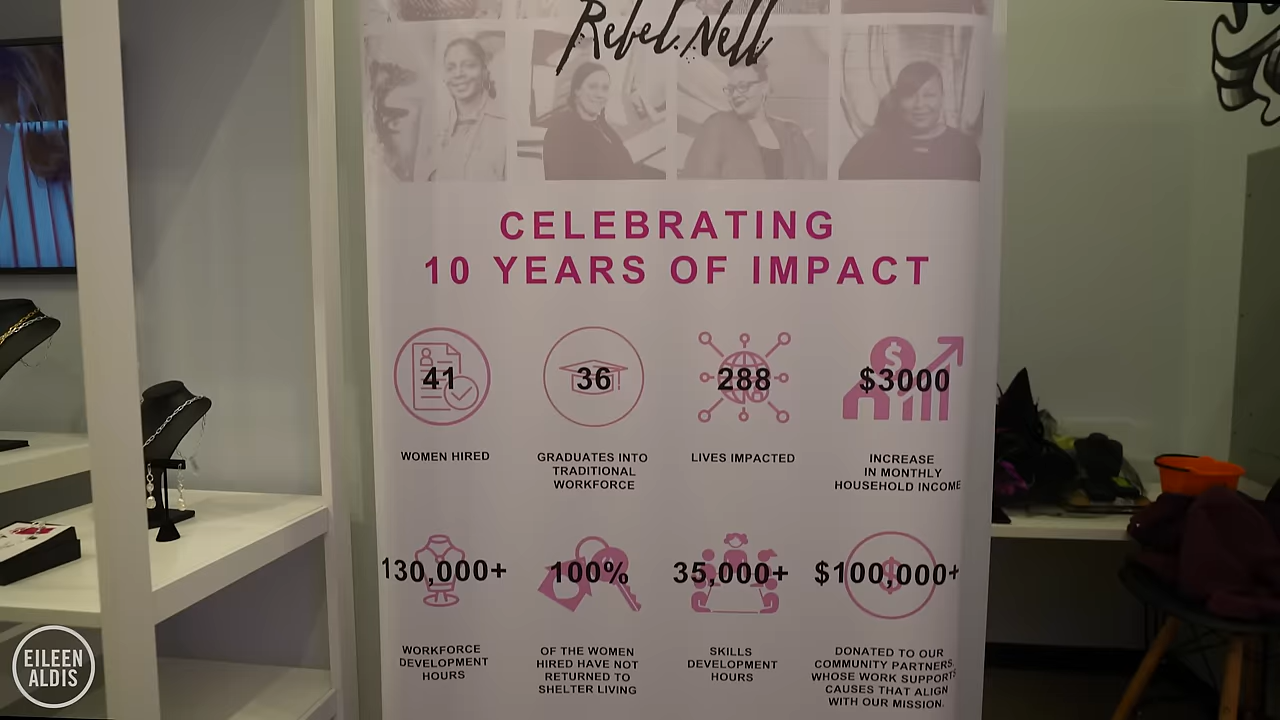 Rebel Nell
CELEBRATING
10 YEARS OF IMPACT
41
WOMEN HIRED
36
GRADUATES INTO
TRADITIONAL
WORKFORCE
288
LIVES IMPACTED
$3000
INCREASE
IN MONTHLY
HOUSEHOLD INCOME
130,000+
WORKFORCE
DEVELOPMENT
HOURS
100%
OF THE WOMEN
HIRED HAVE NOT
RETURNED TO
SHELTER LIVING
35,000+
SKILLS
DEVELOPMENT
HOURS
$100,000+
DONATED TO OUR
COMMUNITY PARTNERS,
WHOSE WORK SUPPORTS
CAUSES THAT ALIGN
WITH OUR MISSION.
EILEEN
ALDIS